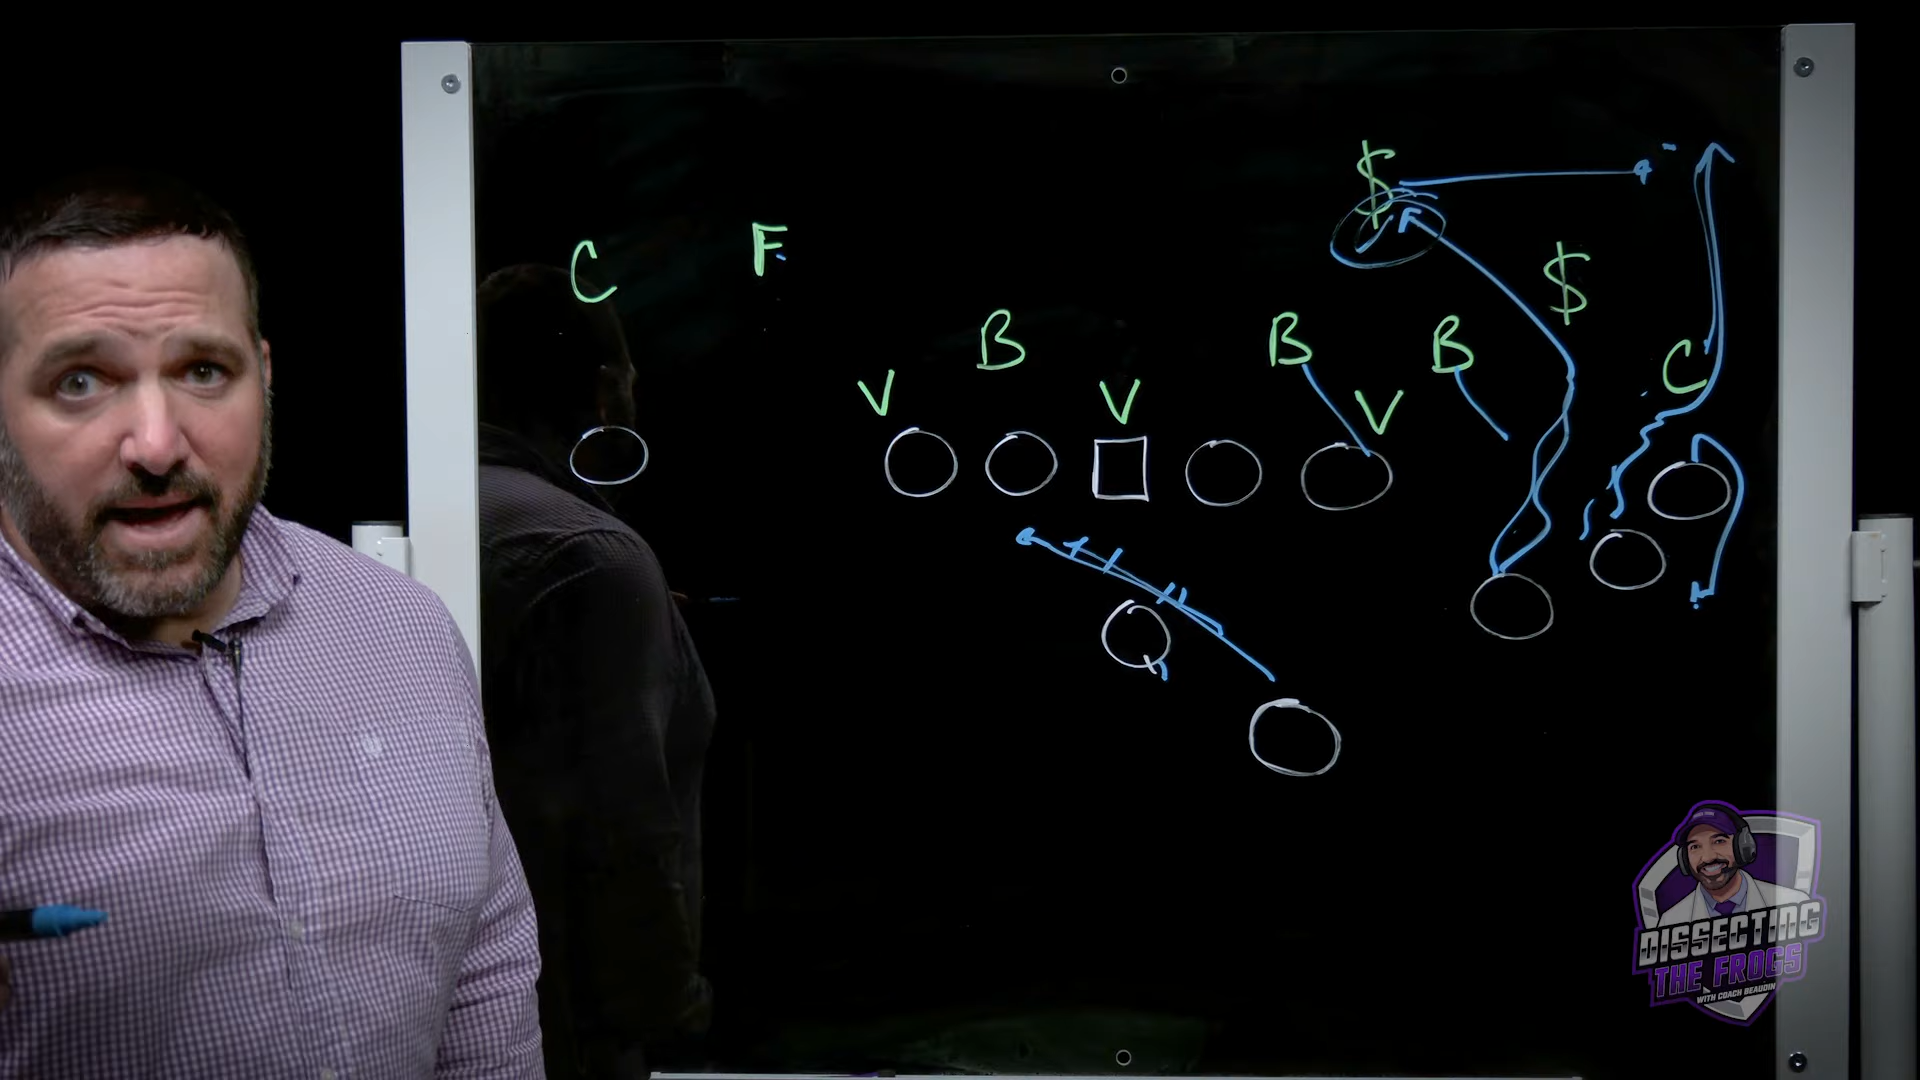 $
C F $
B B B C
V V V
Q
DISSECTING
THE FROGS
WITH COACH BEAUDIN